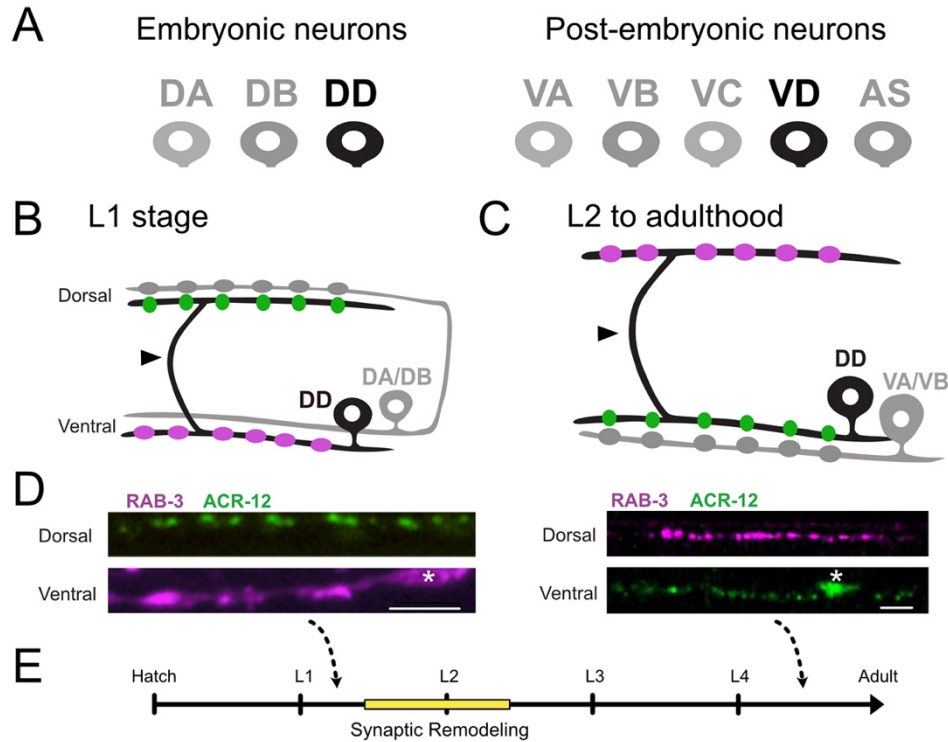 A
Embryonic neurons
Post-embryonic neurons
DA DB DD
VA VB VC VD AS
B
L1 stage
Dorsal
DD
DA/DB
Ventral
C
L2 to adulthood
DD
VA/VB
D
RAB-3 ACR-12
Dorsal
Ventral
*
RAB-3 ACR-12
Dorsal
Ventral
*
E
Hatch L1 L2 L3 L4 Adult
Synaptic Remodeling